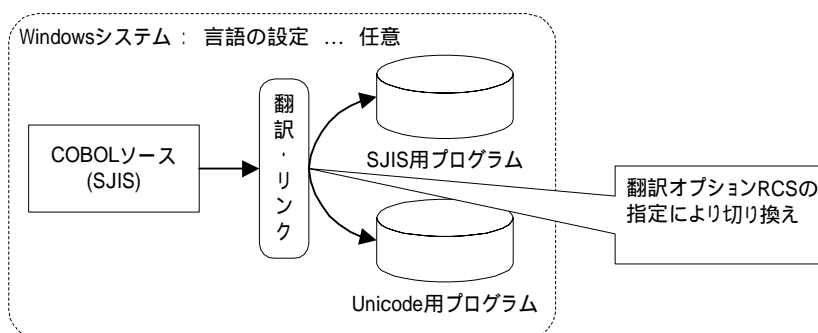 Windowsシステム： 言語の設定 … 任意
COBOLソース
(SJIS)
翻訳・リンク
SJIS用プログラム
Unicode用プログラム
翻訳オプションRCSの
指定により切り換え